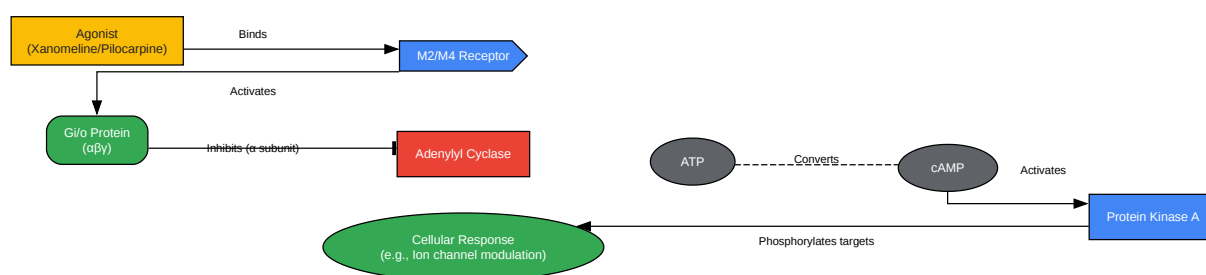 Agonist
(Xanomeline/Pilocarpine)
Binds
M2/M4 Receptor
Activates
Gi/o Protein
(αβγ)
Inhibits (α subunit)
Adenylyl Cyclase
ATP
Converts
cAMP
Activates
Protein Kinase A
Phosphorylates targets
Cellular Response
(e.g., Ion channel modulation)